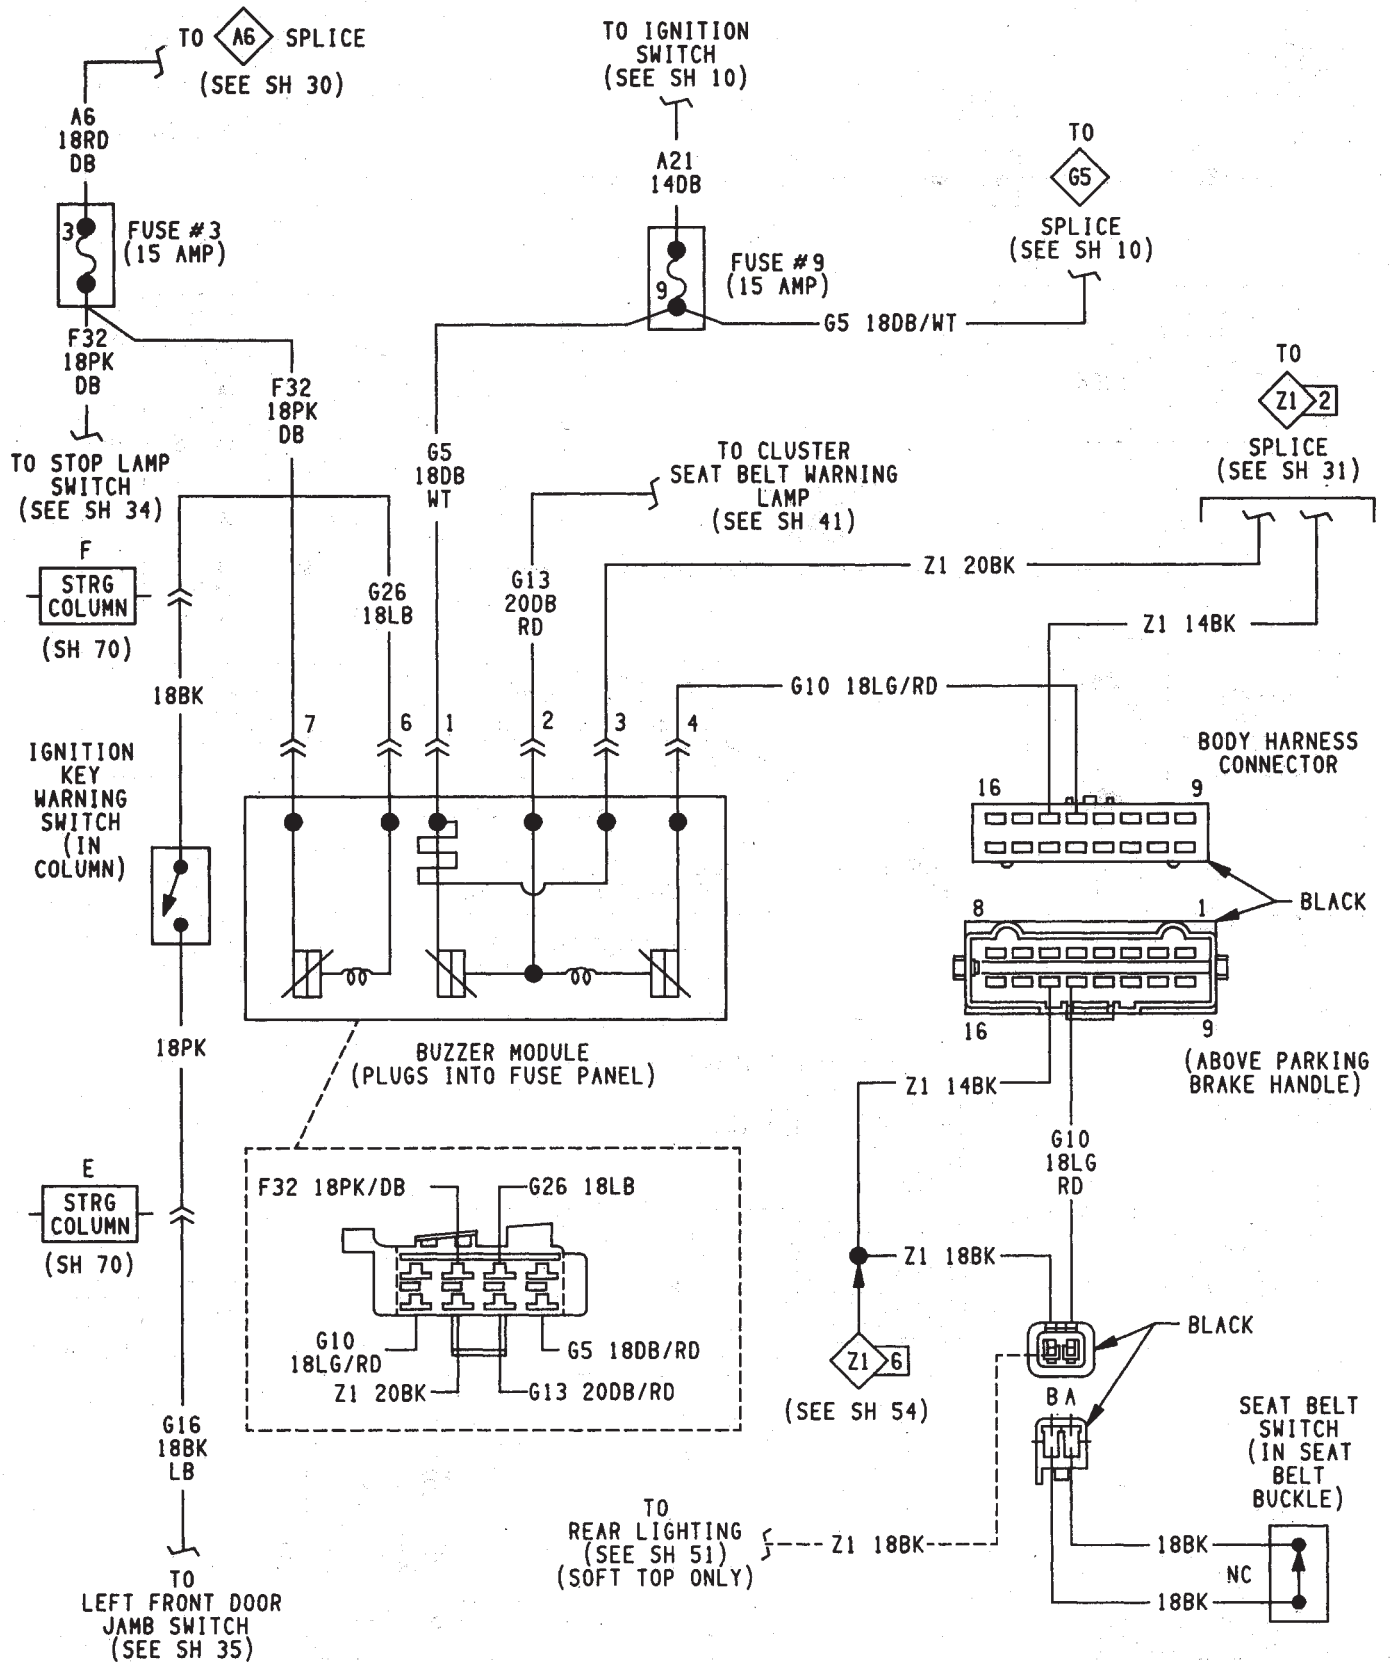 TO A6 SPLICE
(SEE SH 30)
TO IGNITION
SWITCH
(SEE SH 10)
A6
18RD
DB
A21
14DB
TO
G5
SPLICE
(SEE SH 10)
3
FUSE #3
(15 AMP)
9
FUSE #9
(15 AMP)
G5 18DB/WT
F32
18PK
DB
F32
18PK
DB
TO
Z1 2
SPLICE
(SEE SH 31)
TO STOP LAMP
SWITCH
(SEE SH 34)
G5
18DB
WT
TO CLUSTER
SEAT BELT WARNING
LAMP
(SEE SH 41)
F
STRG
COLUMN
(SH 70)
G26
18LB
G13
20DB
RD
Z1 20BK
Z1 14BK
18BK
G10 18LG/RD
7
6
1
2
3
4
IGNITION
KEY
WARNING
SWITCH
(IN
COLUMN)
BODY HARNESS
CONNECTOR
16
9
BLACK
8
1
16
9
(ABOVE PARKING
BRAKE HANDLE)
18PK
BUZZER MODULE
(PLUGS INTO FUSE PANEL)
Z1 14BK
G10
18LG
RD
E
STRG
COLUMN
(SH 70)
F32 18PK/DB
G26 18LB
G10
18LG/RD
G5 18DB/RD
Z1 20BK
G13 20DB/RD
Z1 18BK
Z1 6
(SEE SH 54)
BLACK
B A
SEAT BELT
SWITCH
(IN SEAT
BELT
BUCKLE)
G16
18BK
LB
TO
REAR LIGHTING
(SEE SH 51)
(SOFT TOP ONLY)
Z1 18BK
18BK
NC
18BK
TO
LEFT FRONT DOOR
JAMB SWITCH
(SEE SH 35)